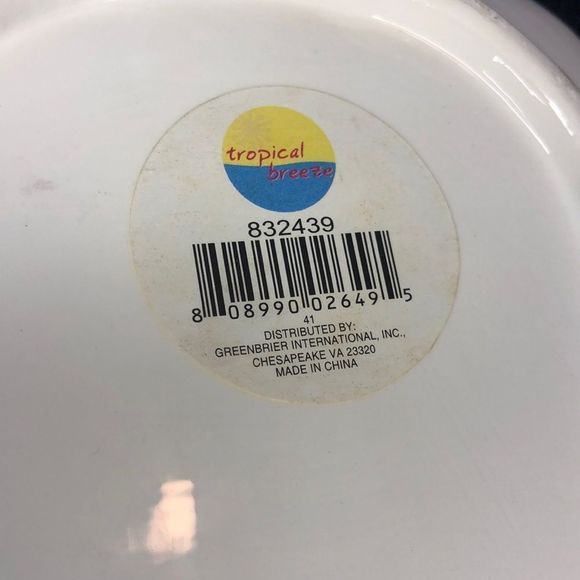 tropical
breeze
832439
8 08990 02649 5
41
DISTRIBUTED BY:
GREENBRIER INTERNATIONAL, INC.,
CHESAPEAKE VA 23320
MADE IN CHINA